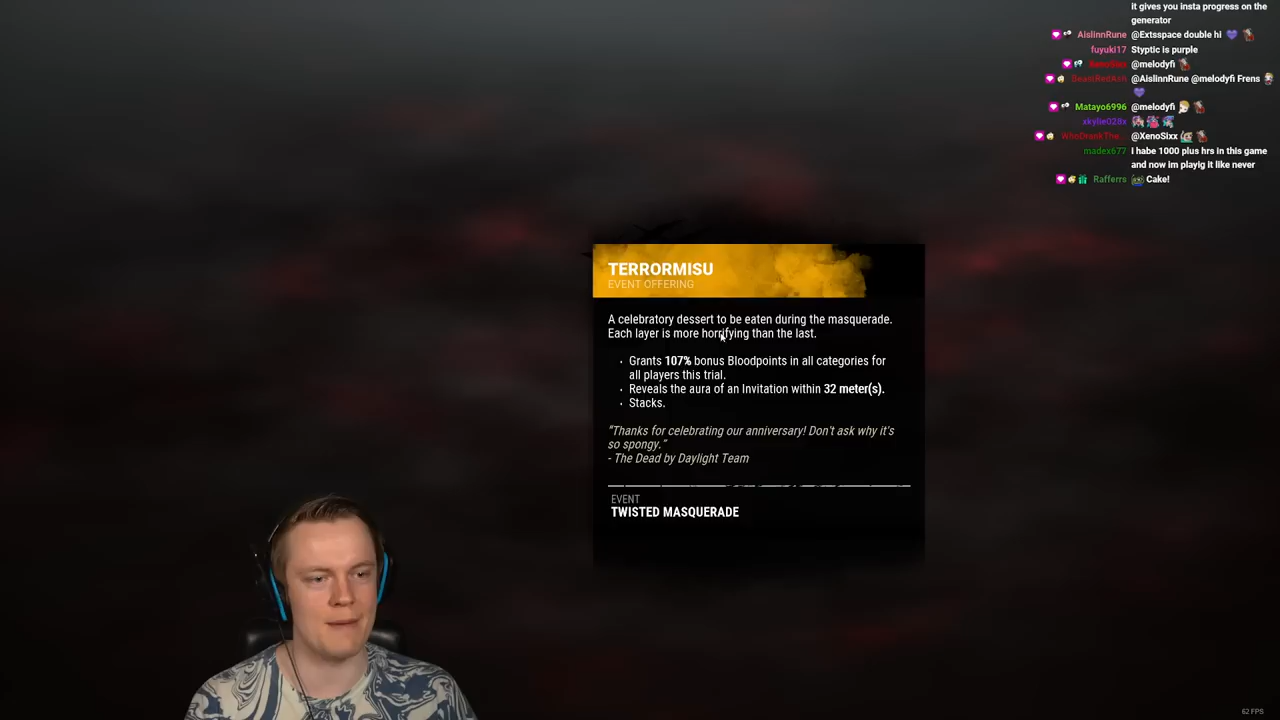 it gives you insta progress on the
generator
AislinnRune @Extsspace double hi
fuyuki17 Styptic is purple
XenoSixx @melodyfi
BeastRedAsh @AislinnRune @melodyfi Frens
Matayo6996 @melodyfi
xkylie028x
WhoDrankThe... @XenoSixx
madex677 i habe 1000 plus hrs in this game
and now im playig it like never
Rafferrs Cake!
TERRORMISU
EVENT OFFERING
A celebratory dessert to be eaten during the masquerade.
Each layer is more horrifying than the last.
• Grants 107% bonus Bloodpoints in all categories for
all players this trial.
• Reveals the aura of an Invitation within 32 meter(s).
• Stacks.
"Thanks for celebrating our anniversary! Don't ask why it's
so spongy."
- The Dead by Daylight Team
EVENT
TWISTED MASQUERADE
62 FPS